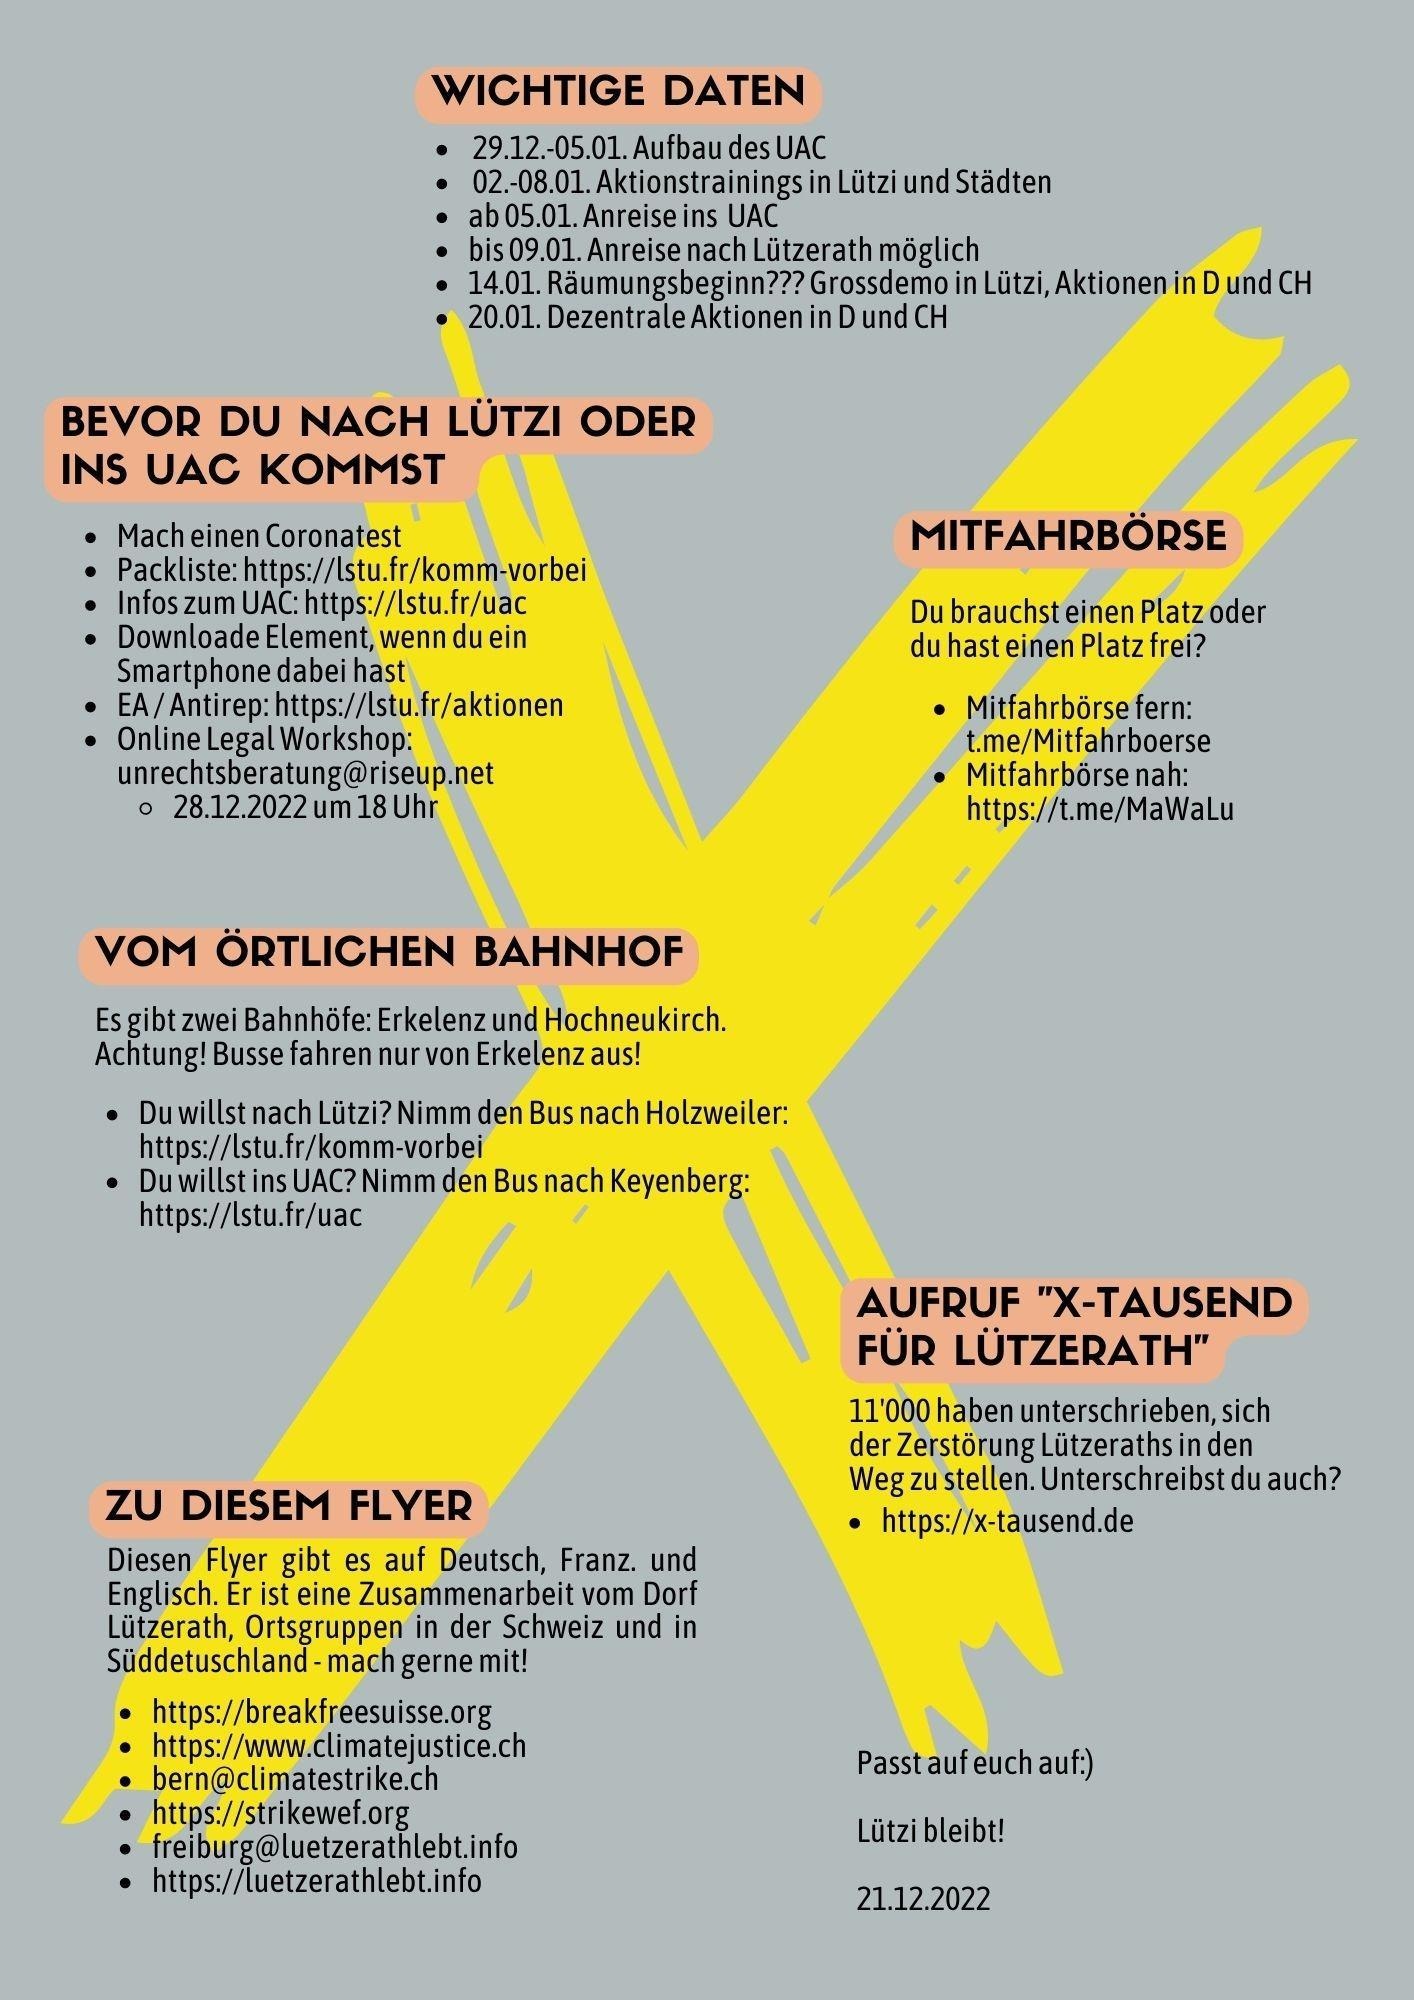 WICHTIGE DATEN
• 29.12.-05.01. Aufbau des UAC
• 02.-08.01. Aktionstrainings in Lützi und Städten
• ab 05.01. Anreise ins UAC
• bis 09.01. Anreise nach Lützerath möglich
• 14.01. Räumungsbeginn??? Grossdemo in Lützi, Aktionen in D und CH
• 20.01. Dezentrale Aktionen in D und CH
BEVOR DU NACH LÜTZI ODER
INS UAC KOMMST
• Mach einen Coronatest
• Packliste: https://lstu.fr/komm-vorbei
• Infos zum UAC: https://lstu.fr/uac
• Downloade Element, wenn du ein
Smartphone dabei hast
• EA / Antirep: https://lstu.fr/aktionen
• Online Legal Workshop:
unrechtsberatung@riseup.net
○ 28.12.2022 um 18 Uhr
MITFAHRBÖRSE
Du brauchst einen Platz oder
du hast einen Platz frei?
• Mitfahrbörse fern:
t.me/Mitfahrboerse
• Mitfahrbörse nah:
https://t.me/MaWaLu
VOM ÖRTLICHEN BAHNHOF
Es gibt zwei Bahnhöfe: Erkelenz und Hochneukirch.
Achtung! Busse fahren nur von Erkelenz aus!
• Du willst nach Lützi? Nimm den Bus nach Holzweiler:
https://lstu.fr/komm-vorbei
• Du willst ins UAC? Nimm den Bus nach Keyenberg:
https://lstu.fr/uac
AUFRUF "X-TAUSEND
FÜR LÜTZERATH"
11'000 haben unterschrieben, sich
der Zerstörung Lützeraths in den
Weg zu stellen. Unterschreibst du auch?
• https://x-tausend.de
ZU DIESEM FLYER
Diesen Flyer gibt es auf Deutsch, Franz. und
Englisch. Er ist eine Zusammenarbeit vom Dorf
Lützerath, Ortsgruppen in der Schweiz und in
Süddetuschland - mach gerne mit!
• https://breakfreesuisse.org
• https://www.climatejustice.ch
• bern@climatestrike.ch
• https://strikewef.org
• freiburg@luetzerathlebt.info
• https://luetzerathlebt.info
Passt auf euch auf:)
Lützi bleibt!
21.12.2022